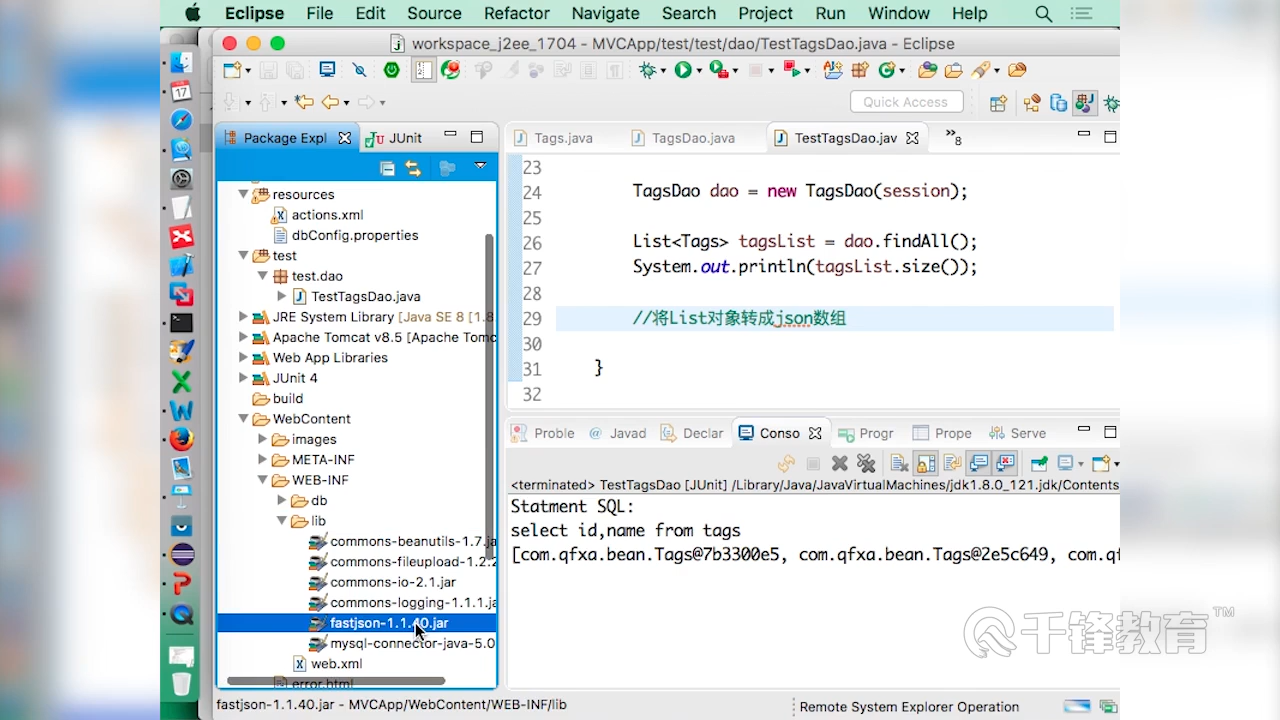 Eclipse File Edit Source Refactor Navigate Search Project Run Window Help
workspace_j2ee_1704 - MVCApp/test/test/dao/TestTagsDao.java - Eclipse
17
Quick Access
Package Expl JUnit
Tags.java TagsDao.java TestTagsDao.jav »8
resources
actions.xml
dbConfig.properties
test
test.dao
TestTagsDao.java
JRE System Library [Java SE 8 [1.8
Apache Tomcat v8.5 [Apache Tomc
Web App Libraries
JUnit 4
build
WebContent
images
META-INF
WEB-INF
db
lib
commons-beanutils-1.7.ja
commons-fileupload-1.2.2
commons-io-2.1.jar
commons-logging-1.1.1.ja
fastjson-1.1.40.jar
mysql-connector-java-5.0
web.xml
error.html
23
24 TagsDao dao = new TagsDao(session);
25
26 List<Tags> tagsList = dao.findAll();
27 System.out.println(tagsList.size());
28
29 //将List对象转成json数组
30
31 }
32
Proble Javad Declar Conso Progr Prope Serve
<terminated> TestTagsDao [JUnit] /Library/Java/JavaVirtualMachines/jdk1.8.0_121.jdk/Contents
Statment SQL:
select id,name from tags
[com.qfxa.bean.Tags@7b3300e5, com.qfxa.bean.Tags@2e5c649, com.qf
千锋教育™
fastjson-1.1.40.jar - MVCApp/WebContent/WEB-INF/lib
Remote System Explorer Operation